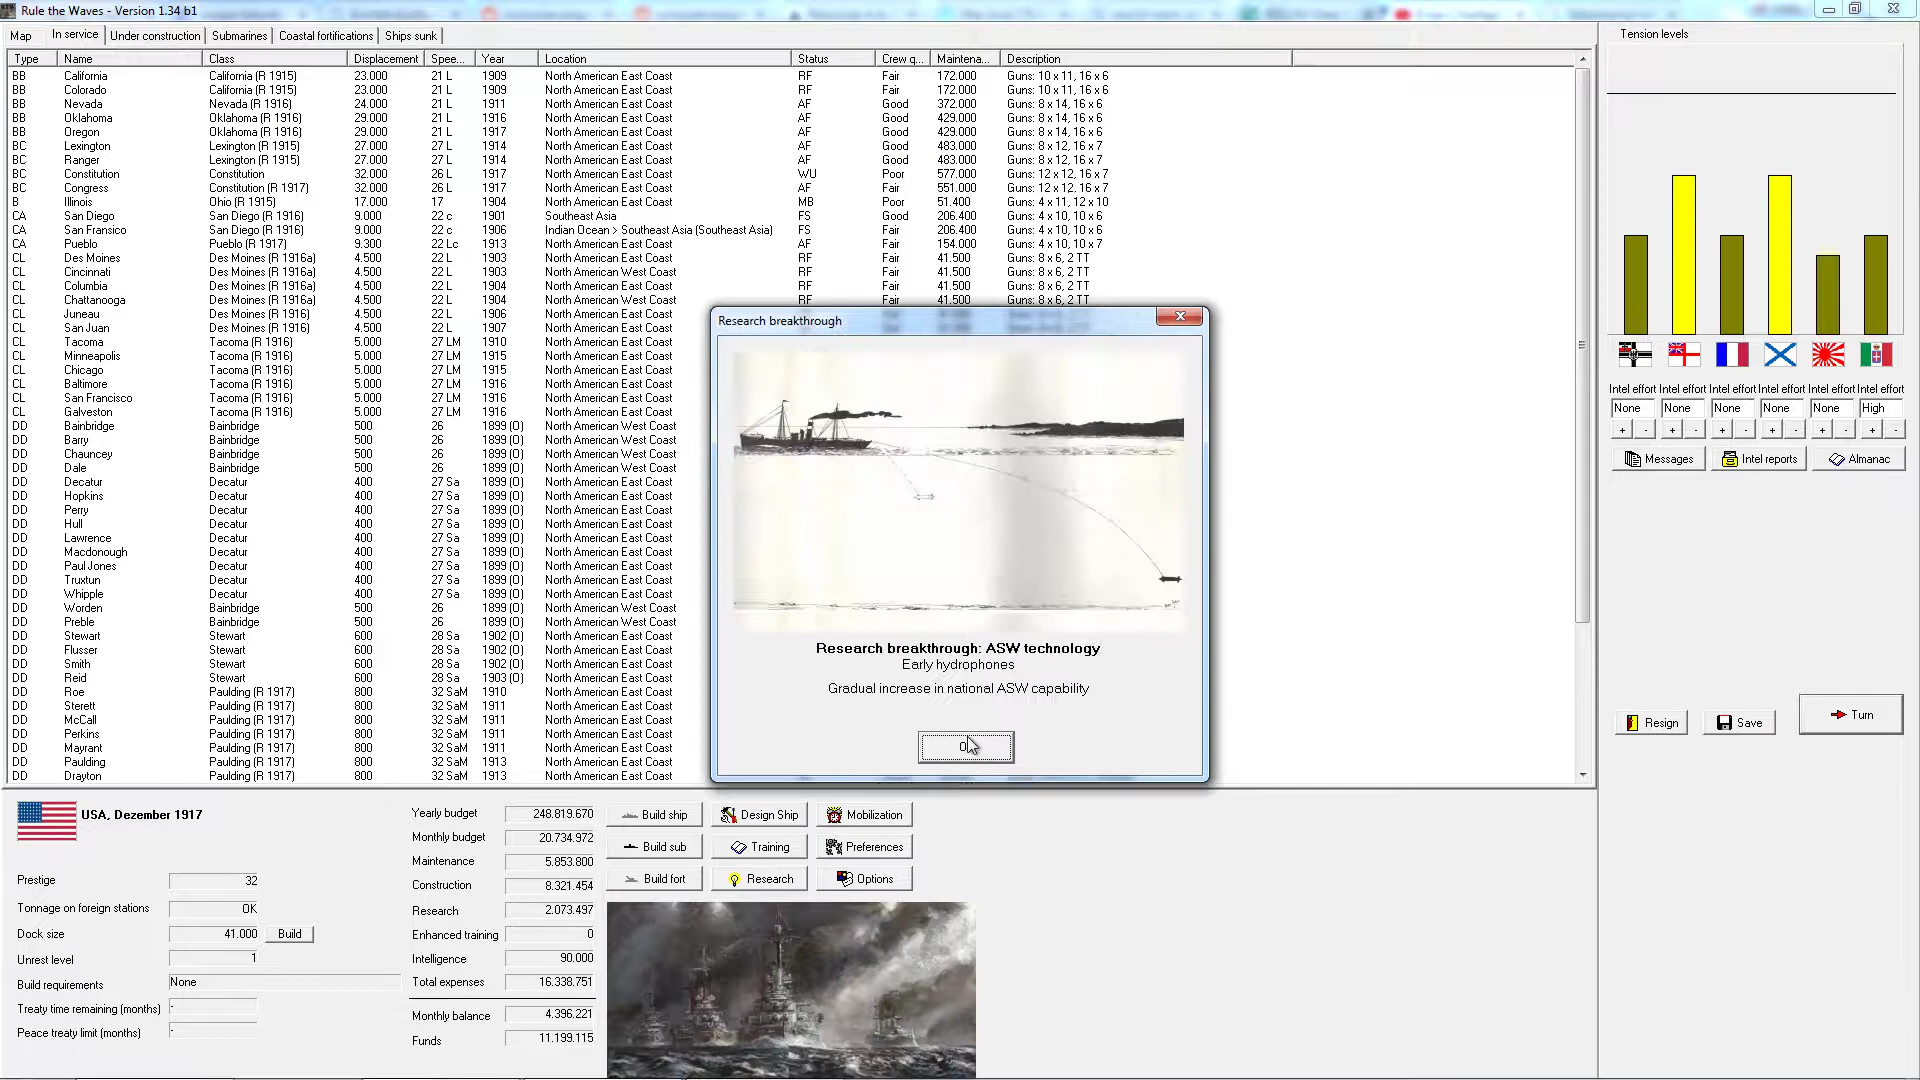 Rule the Waves - Version 1.34 b1
Map In service Under construction Submarines Coastal fortifications Ships sunk
Type Name Class Displacement Spee... Year Location Status Crew q... Maintena... Description
BB California California (R 1915) 23.000 21 L 1909 North American East Coast RF Fair 172.000 Guns: 10 x 11, 16 x 6
BB Colorado California (R 1915) 23.000 21 L 1909 North American East Coast RF Fair 172.000 Guns: 10 x 11, 16 x 6
BB Nevada Nevada (R 1916) 24.000 21 L 1911 North American East Coast AF Good 372.000 Guns: 8 x 14, 16 x 6
BB Oklahoma Oklahoma (R 1916) 29.000 21 L 1916 North American East Coast AF Good 429.000 Guns: 8 x 14, 16 x 6
BB Oregon Oklahoma (R 1916) 29.000 21 L 1917 North American East Coast AF Good 429.000 Guns: 8 x 14, 16 x 6
BC Lexington Lexington (R 1915) 27.000 27 L 1914 North American East Coast AF Good 483.000 Guns: 8 x 12, 16 x 7
BC Ranger Lexington (R 1915) 27.000 27 L 1914 North American East Coast AF Good 483.000 Guns: 8 x 12, 16 x 7
BC Constitution Constitution 32.000 26 L 1917 North American East Coast WU Poor 577.000 Guns: 12 x 12, 16 x 7
BC Congress Constitution (R 1917) 32.000 26 L 1917 North American East Coast AF Fair 551.000 Guns: 12 x 12, 16 x 7
B Illinois Ohio (R 1915) 17.000 17 1904 North American East Coast MB Poor 51.400 Guns: 4 x 11, 12 x 10
CA San Diego San Diego (R 1916) 9.000 22 c 1901 Southeast Asia FS Good 206.400 Guns: 4 x 10, 10 x 6
CA San Fransico San Diego (R 1916) 9.000 22 c 1906 Indian Ocean > Southeast Asia (Southeast Asia) FS Fair 206.400 Guns: 4 x 10, 10 x 6
CA Pueblo Pueblo (R 1917) 9.300 22 Lc 1913 North American East Coast AF Fair 154.000 Guns: 4 x 10, 10 x 7
CL Des Moines Des Moines (R 1916a) 4.500 22 L 1903 North American East Coast RF Fair 41.500 Guns: 8 x 6, 2 TT
CL Cincinnati Des Moines (R 1916a) 4.500 22 L 1903 North American West Coast RF Fair 41.500 Guns: 8 x 6, 2 TT
CL Columbia Des Moines (R 1916a) 4.500 22 L 1904 North American East Coast RF Fair 41.500 Guns: 8 x 6, 2 TT
CL Chattanooga Des Moines (R 1916a) 4.500 22 L 1904 North American West Coast RF Fair 41.500 Guns: 8 x 6, 2 TT
CL Juneau Des Moines (R 1916a) 4.500 22 L 1906 North American East Coast
CL San Juan Des Moines (R 1916a) 4.500 22 L 1907 North American East Coast
CL Tacoma Tacoma (R 1916) 5.000 27 LM 1910 North American East Coast
CL Minneapolis Tacoma (R 1916) 5.000 27 LM 1915 North American East Coast
CL Chicago Tacoma (R 1916) 5.000 27 LM 1915 North American East Coast
CL Baltimore Tacoma (R 1916) 5.000 27 LM 1916 North American East Coast
CL San Francisco Tacoma (R 1916) 5.000 27 LM 1916 North American East Coast
CL Galveston Tacoma (R 1916) 5.000 27 LM 1916 North American East Coast
DD Bainbridge Bainbridge 500 26 1899 (O) North American East Coast
DD Barry Bainbridge 500 26 1899 (O) North American East Coast
DD Chauncey Bainbridge 500 26 1899 (O) North American West Coast
DD Dale Bainbridge 500 26 1899 (O) North American West Coast
DD Decatur Decatur 400 27 Sa 1899 (O) North American East Coast
DD Hopkins Decatur 400 27 Sa 1899 (O) North American East Coast
DD Perry Decatur 400 27 Sa 1899 (O) North American East Coast
DD Hull Decatur 400 27 Sa 1899 (O) North American East Coast
DD Lawrence Decatur 400 27 Sa 1899 (O) North American East Coast
DD Macdonough Decatur 400 27 Sa 1899 (O) North American East Coast
DD Paul Jones Decatur 400 27 Sa 1899 (O) North American East Coast
DD Truxtun Decatur 400 27 Sa 1899 (O) North American East Coast
DD Whipple Decatur 400 27 Sa 1899 (O) North American East Coast
DD Worden Bainbridge 500 26 1899 (O) North American West Coast
DD Preble Bainbridge 500 26 1899 (O) North American West Coast
DD Stewart Stewart 600 28 Sa 1902 (O) North American East Coast
DD Flusser Stewart 600 28 Sa 1902 (O) North American East Coast
DD Smith Stewart 600 28 Sa 1902 (O) North American East Coast
DD Reid Stewart 600 28 Sa 1903 (O) North American East Coast
DD Roe Paulding (R 1917) 800 32 SaM 1910 North American East Coast
DD Sterett Paulding (R 1917) 800 32 SaM 1911 North American East Coast
DD McCall Paulding (R 1917) 800 32 SaM 1911 North American East Coast
DD Perkins Paulding (R 1917) 800 32 SaM 1911 North American East Coast
DD Mayrant Paulding (R 1917) 800 32 SaM 1911 North American East Coast
DD Paulding Paulding (R 1917) 800 32 SaM 1913 North American East Coast
DD Drayton Paulding (R 1917) 800 32 SaM 1913 North American East Coast
Research breakthrough
Research breakthrough: ASW technology
Early hydrophones
Gradual increase in national ASW capability
Tension levels
Intel effort Intel effort Intel effort Intel effort Intel effort Intel effort
None None None None None High
+ - + - + - + - + - + -
Messages Intel reports Almanac
Resign Save Turn
USA, Dezember 1917
Prestige 32
Tonnage on foreign stations OK
Dock size 41.000 Build
Unrest level 1
Build requirements None
Treaty time remaining (months) -
Peace treaty limit (months) -
Yearly budget 248.819.670
Monthly budget 20.734.972
Maintenance 5.853.800
Construction 8.321.454
Research 2.073.497
Enhanced training 0
Intelligence 90.000
Total expenses 16.338.751
Monthly balance 4.396.221
Funds 11.199.115
Build ship Design Ship Mobilization
Build sub Training Preferences
Build fort Research Options